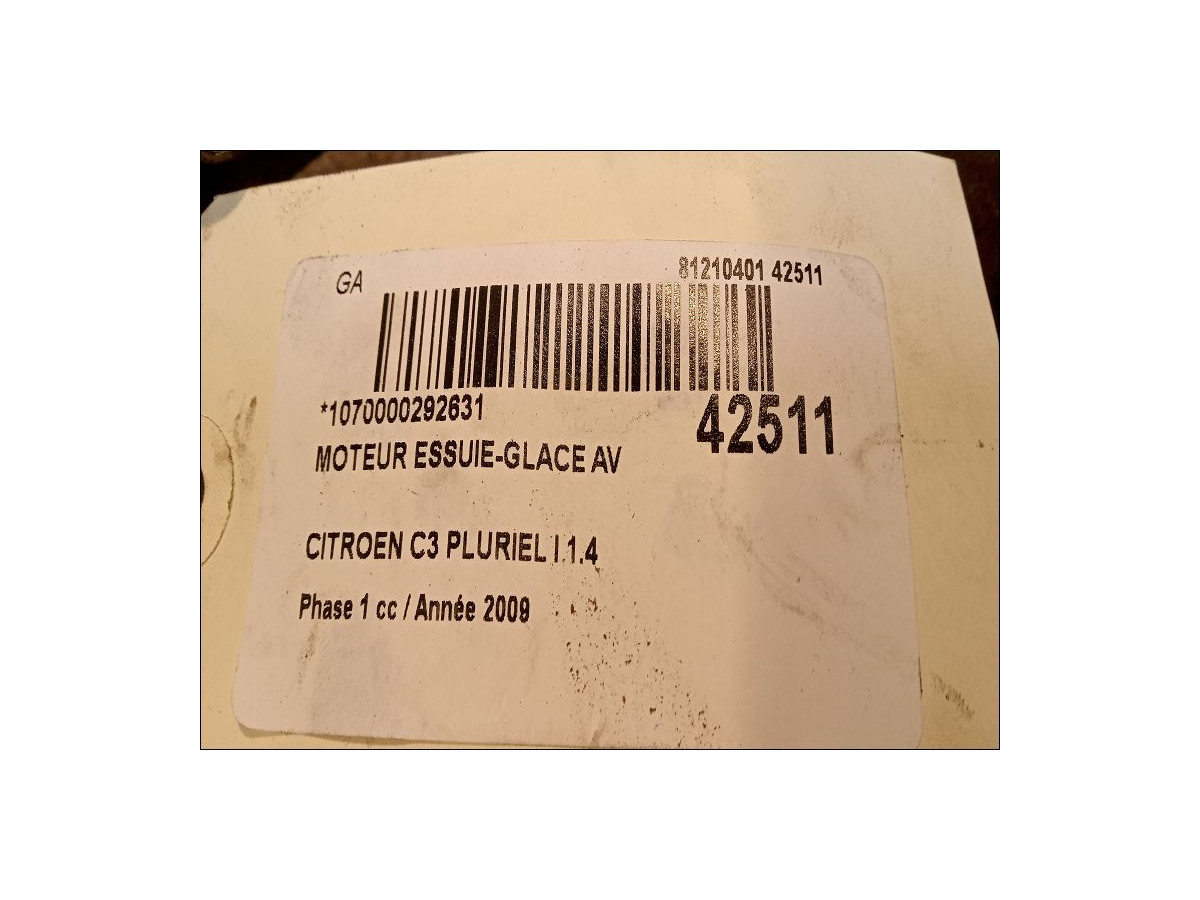 GA
81210401 42511
*1070000292631
42511
MOTEUR ESSUIE-GLACE AV
CITROEN C3 PLURIEL I 1.4
Phase 1 cc / Année 2009